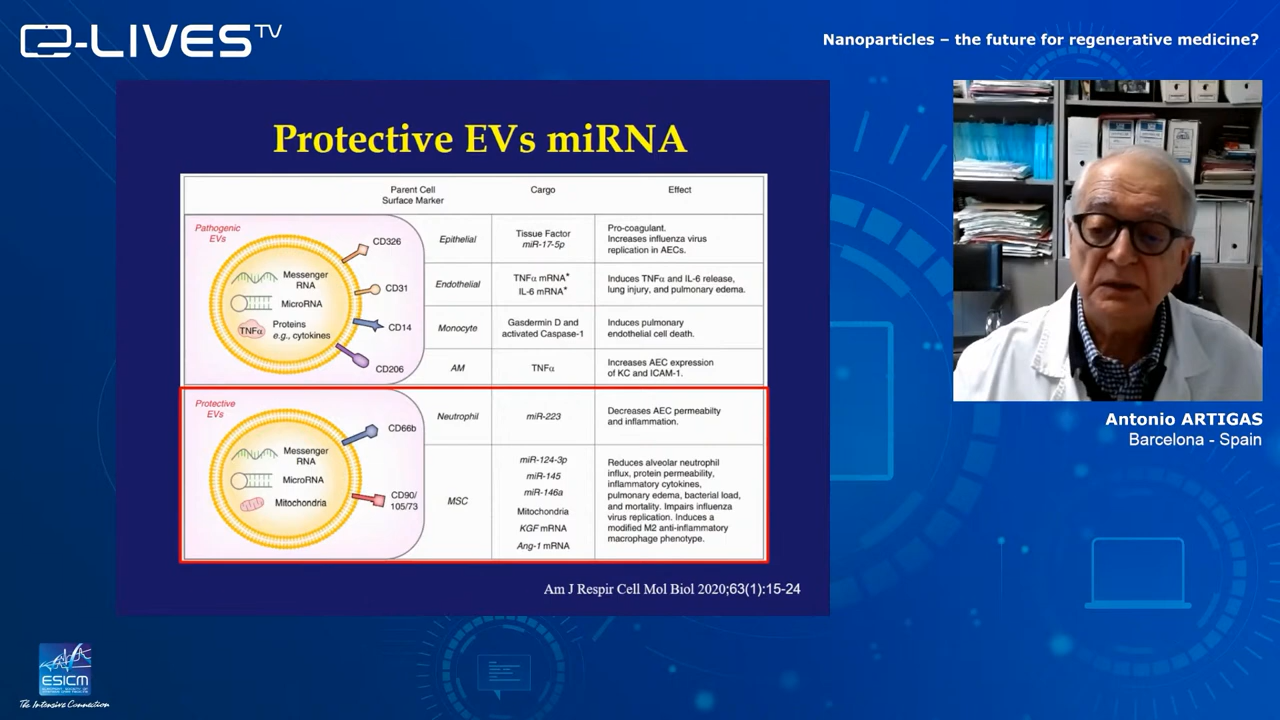 e-LIVES TV
Nanoparticles – the future for regenerative medicine?
Protective EVs miRNA
Parent Cell
Surface Marker
Cargo
Effect
Pathogenic
EVs
Messenger
RNA
MicroRNA
TNFα
Proteins
e.g., cytokines
CD326
CD31
CD14
CD206
Epithelial
Tissue Factor
miR-17-5p
Pro-coagulant.
Increases influenza virus
replication in AECs.
Endothelial
TNFα mRNA*
IL-6 mRNA*
Induces TNFα and IL-6 release,
lung injury, and pulmonary edema.
Monocyte
Gasdermin D and
activated Caspase-1
Induces pulmonary
endothelial cell death.
AM
TNFα
Increases AEC expression
of KC and ICAM-1.
Protective
EVs
Messenger
RNA
MicroRNA
Mitochondria
CD66b
CD90/
105/73
Neutrophil
miR-223
Decreases AEC permeabilty
and inflammation.
MSC
miR-124-3p
miR-145
miR-146a
Mitochondria
KGF mRNA
Ang-1 mRNA
Reduces alveolar neutrophil
influx, protein permeability,
inflammatory cytokines,
pulmonary edema, bacterial load,
and mortality. Impairs influenza
virus replication. Induces a
modified M2 anti-inflammatory
macrophage phenotype.
Am J Respir Cell Mol Biol 2020;63(1):15-24
Antonio ARTIGAS
Barcelona - Spain
ESICM
The Intensive Connection